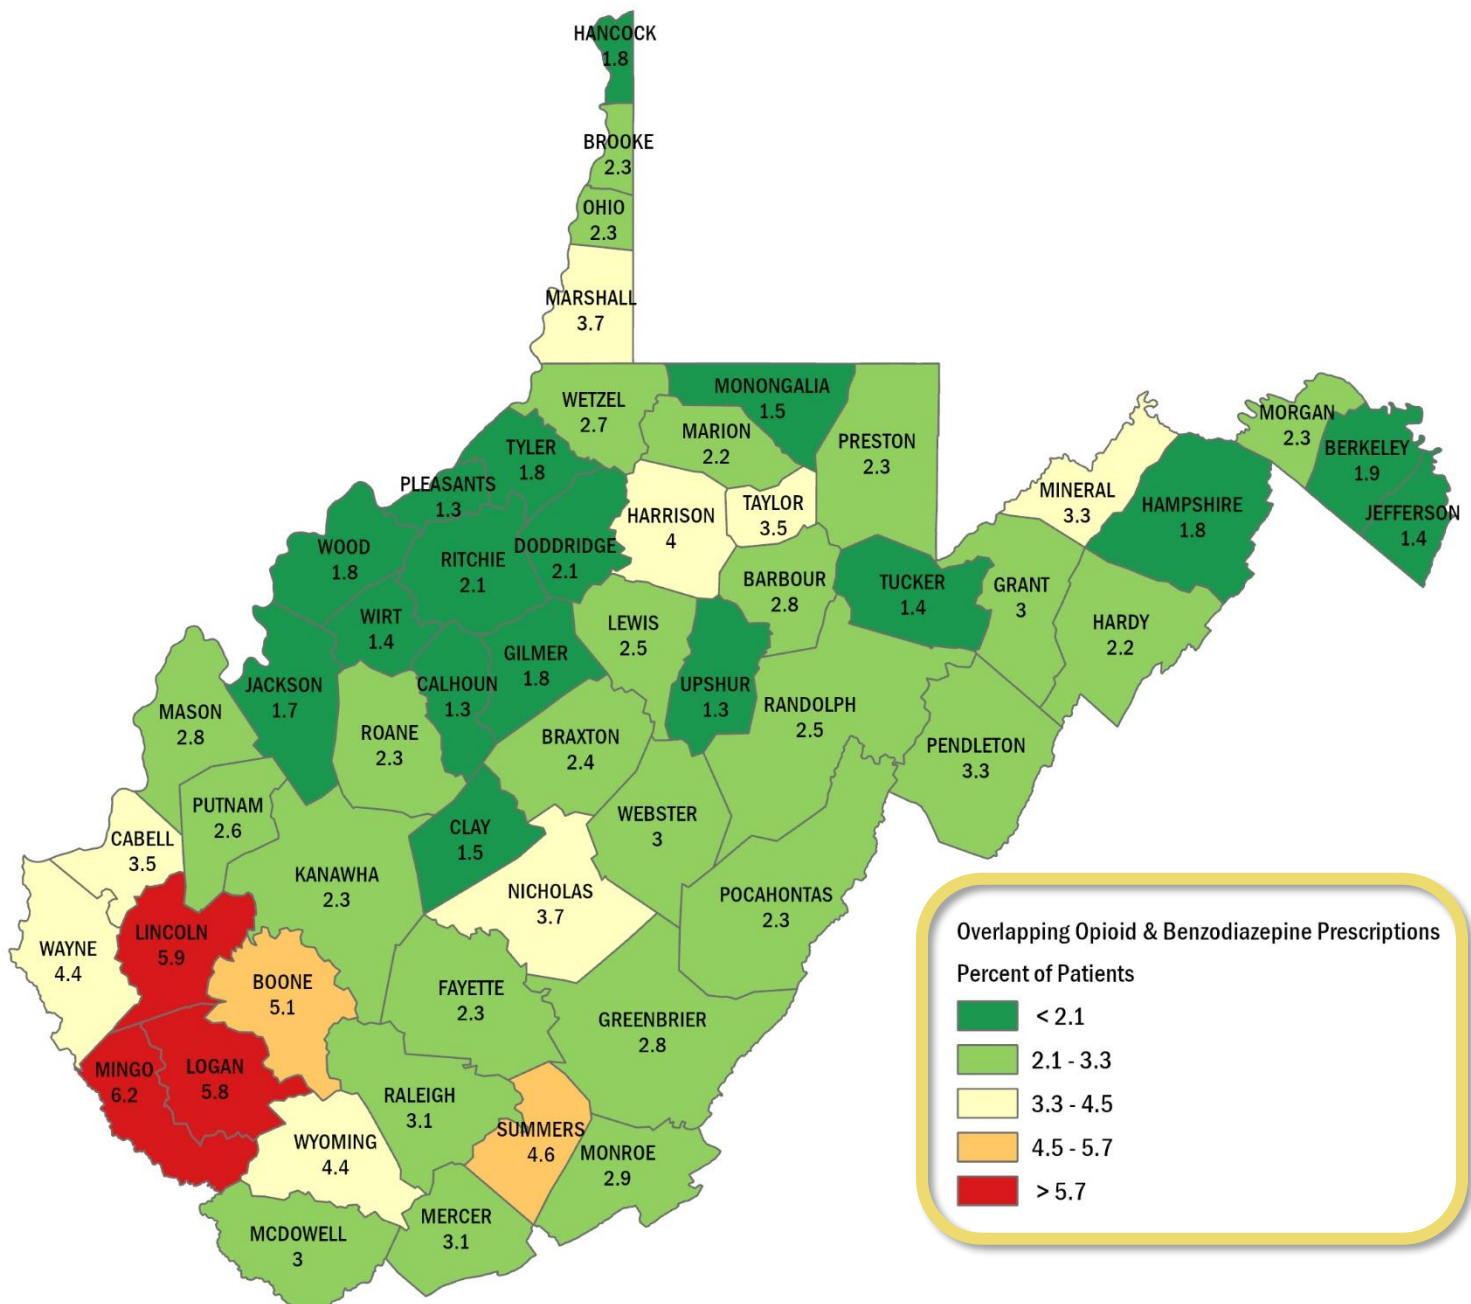 HANCOCK
1.8
BROOKE
2.3
OHIO
2.3
MARSHALL
3.7
WETZEL
2.7
MONONGALIA
1.5
MARION
2.2
PRESTON
2.3
TYLER
1.8
PLEASANTS
1.3
HARRISON
4
TAYLOR
3.5
MINERAL
3.3
HAMPSHIRE
1.8
MORGAN
2.3
BERKELEY
1.9
JEFFERSON
1.4
WOOD
1.8
RITCHIE
2.1
DODDRIDGE
2.1
BARBOUR
2.8
TUCKER
1.4
GRANT
3
HARDY
2.2
WIRT
1.4
LEWIS
2.5
GILMER
1.8
CALHOUN
1.3
JACKSON
1.7
UPSHUR
1.3
RANDOLPH
2.5
MASON
2.8
ROANE
2.3
BRAXTON
2.4
PENDLETON
3.3
PUTNAM
2.6
CABELL
3.5
CLAY
1.5
WEBSTER
3
KANAWHA
2.3
NICHOLAS
3.7
POCAHONTAS
2.3
WAYNE
4.4
LINCOLN
5.9
BOONE
5.1
FAYETTE
2.3
GREENBRIER
2.8
MINGO
6.2
LOGAN
5.8
RALEIGH
3.1
SUMMERS
4.6
WYOMING
4.4
MONROE
2.9
MCDOWELL
3
MERCER
3.1
Overlapping Opioid & Benzodiazepine Prescriptions
Percent of Patients
< 2.1
2.1 - 3.3
3.3 - 4.5
4.5 - 5.7
> 5.7